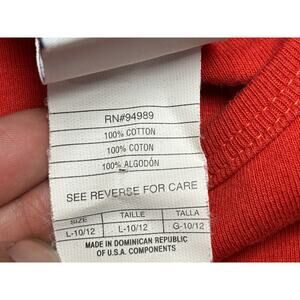 RN#94989
100% COTTON
100% COTON
100% ALGODÓN
SEE REVERSE FOR CARE
SIZE TAILLE TALLA
L-10/12 L-10/12 G-10/12
MADE IN DOMINICAN REPUBLIC
OF U.S.A. COMPONENTS